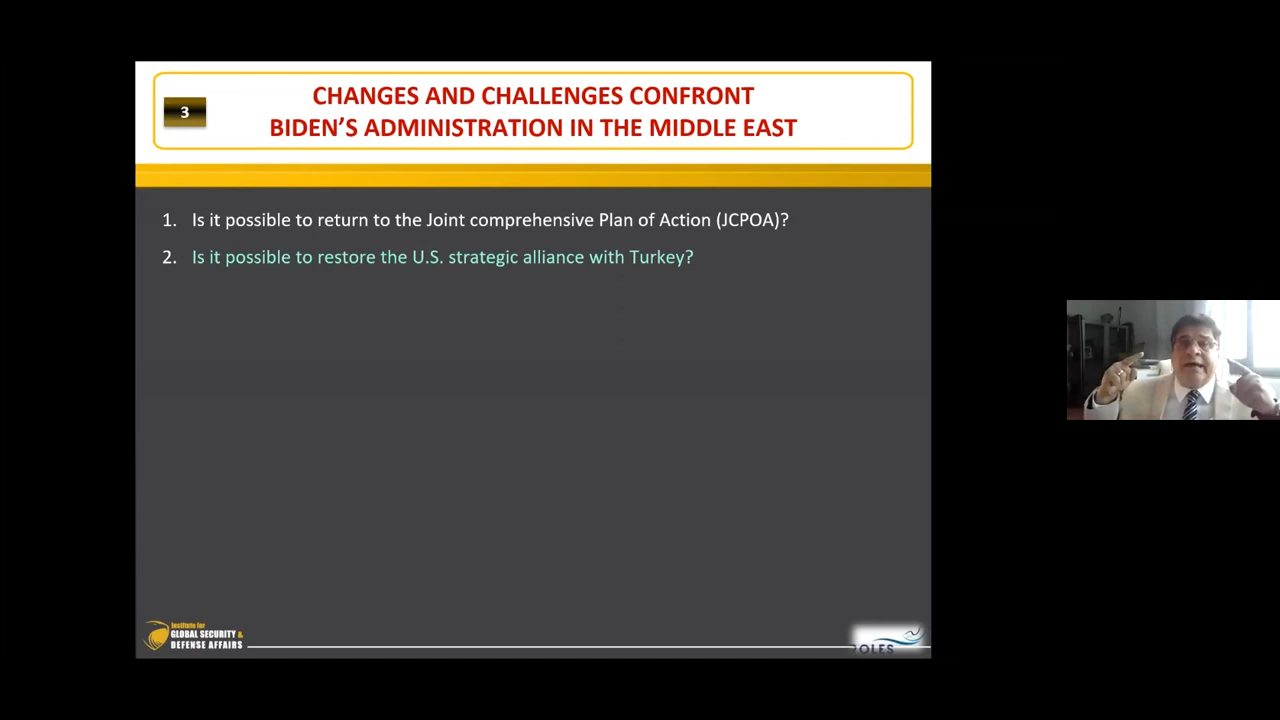 3
CHANGES AND CHALLENGES CONFRONT
BIDEN'S ADMINISTRATION IN THE MIDDLE EAST
1. Is it possible to return to the Joint comprehensive Plan of Action (JCPOA)?
2. Is it possible to restore the U.S. strategic alliance with Turkey?
Institute for
GLOBAL SECURITY &
DEFENSE AFFAIRS
ROLES